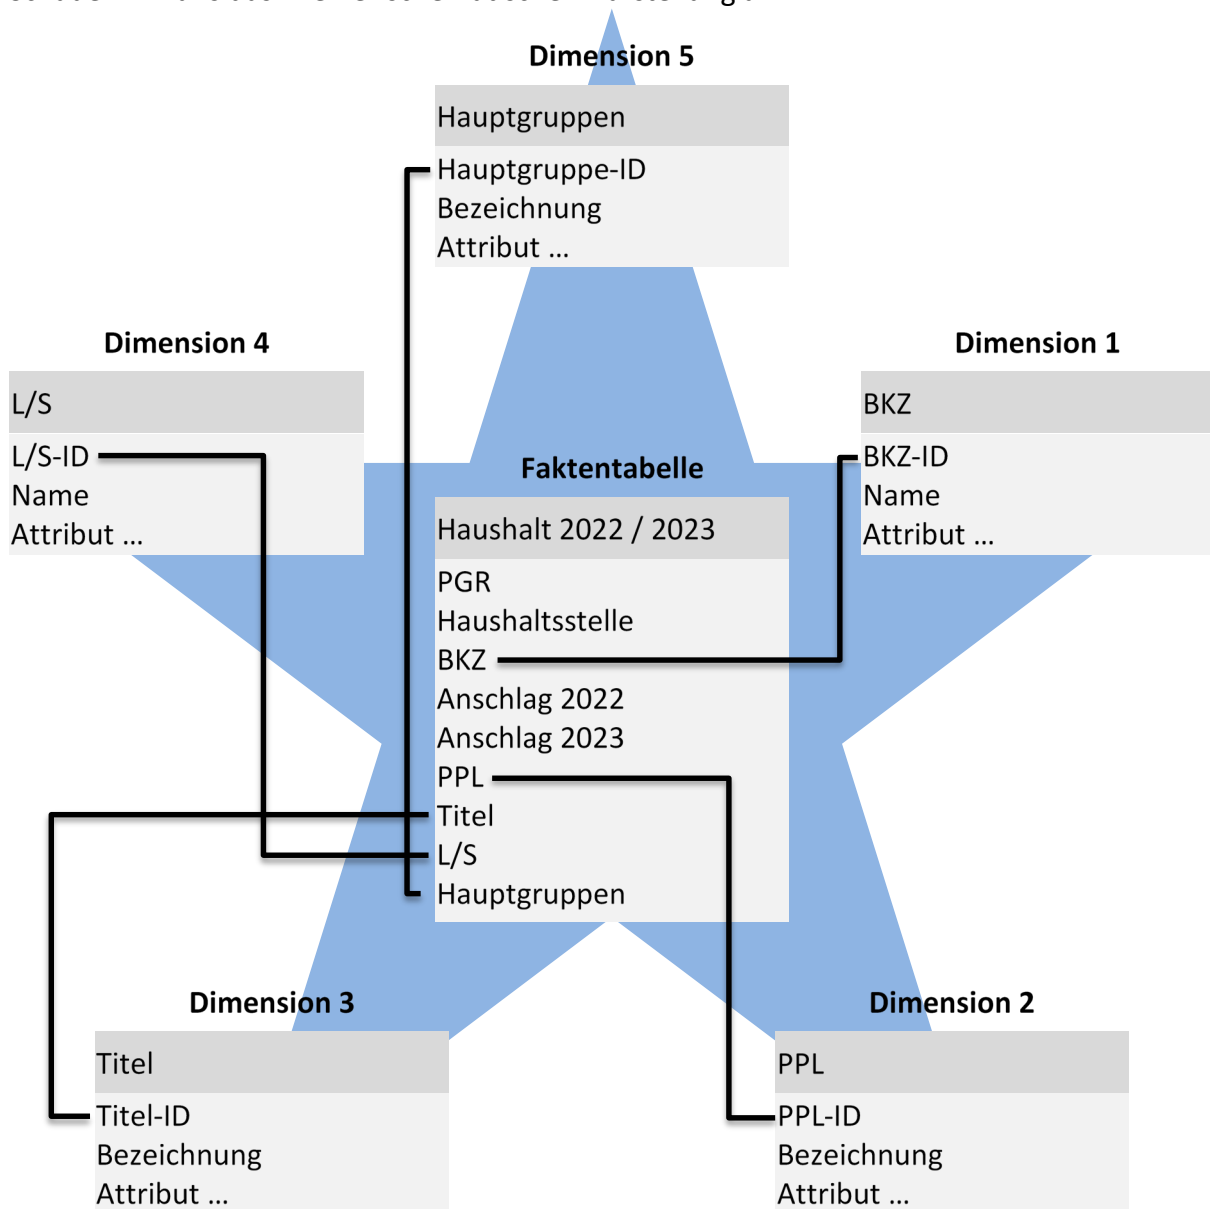 Dimension 5
Hauptgruppen
Hauptgruppe-ID
Bezeichnung
Attribut ...
Dimension 4
L/S
L/S-ID
Name
Attribut ...
Dimension 1
BKZ
BKZ-ID
Name
Attribut ...
Faktentabelle
Haushalt 2022 / 2023
PGR
Haushaltsstelle
BKZ
Anschlag 2022
Anschlag 2023
PPL
Titel
L/S
Hauptgruppen
Dimension 3
Titel
Titel-ID
Bezeichnung
Attribut ...
Dimension 2
PPL
PPL-ID
Bezeichnung
Attribut ...